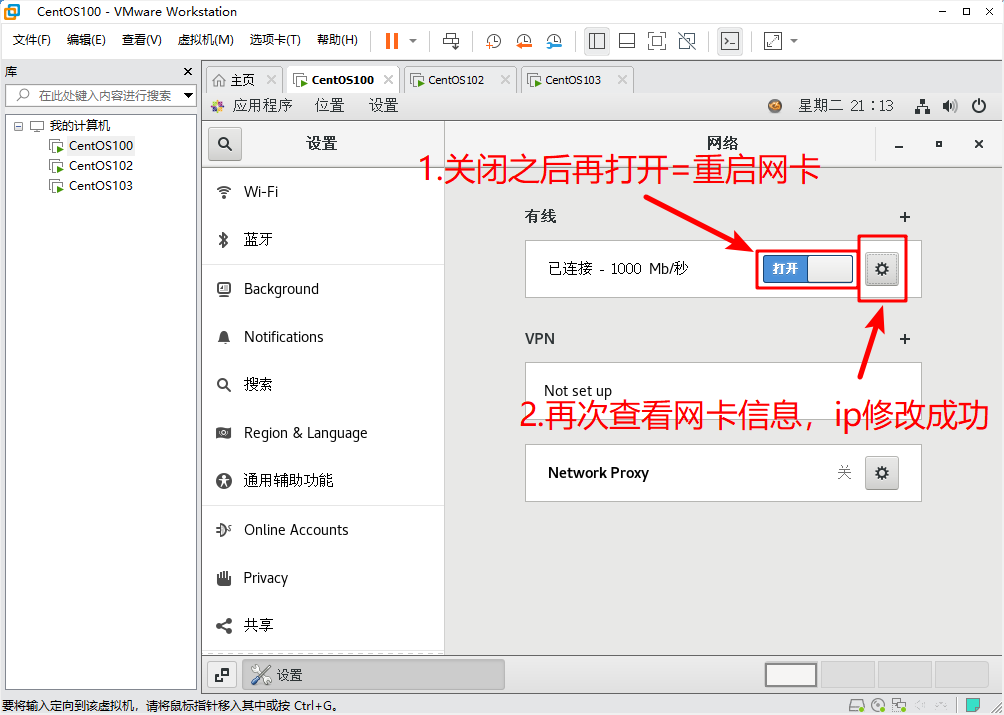 CentOS100 - VMware Workstation
文件(F) 编辑(E) 查看(V) 虚拟机(M) 选项卡(T) 帮助(H)
库
在此处键入内容进行搜索
我的计算机
CentOS100
CentOS102
CentOS103
主页 CentOS100 CentOS102 CentOS103
应用程序 位置 设置 星期二 21：13
设置 网络
1.关闭之后再打开=重启网卡
Wi-Fi
蓝牙
Background
Notifications
搜索
Region & Language
通用辅助功能
Online Accounts
Privacy
共享
有线
已连接 - 1000 Mb/秒 打开
VPN
Not set up
2.再次查看网卡信息，ip修改成功
Network Proxy 关
设置
要将输入定向到该虚拟机，请将鼠标指针移入其中或按 Ctrl+G。